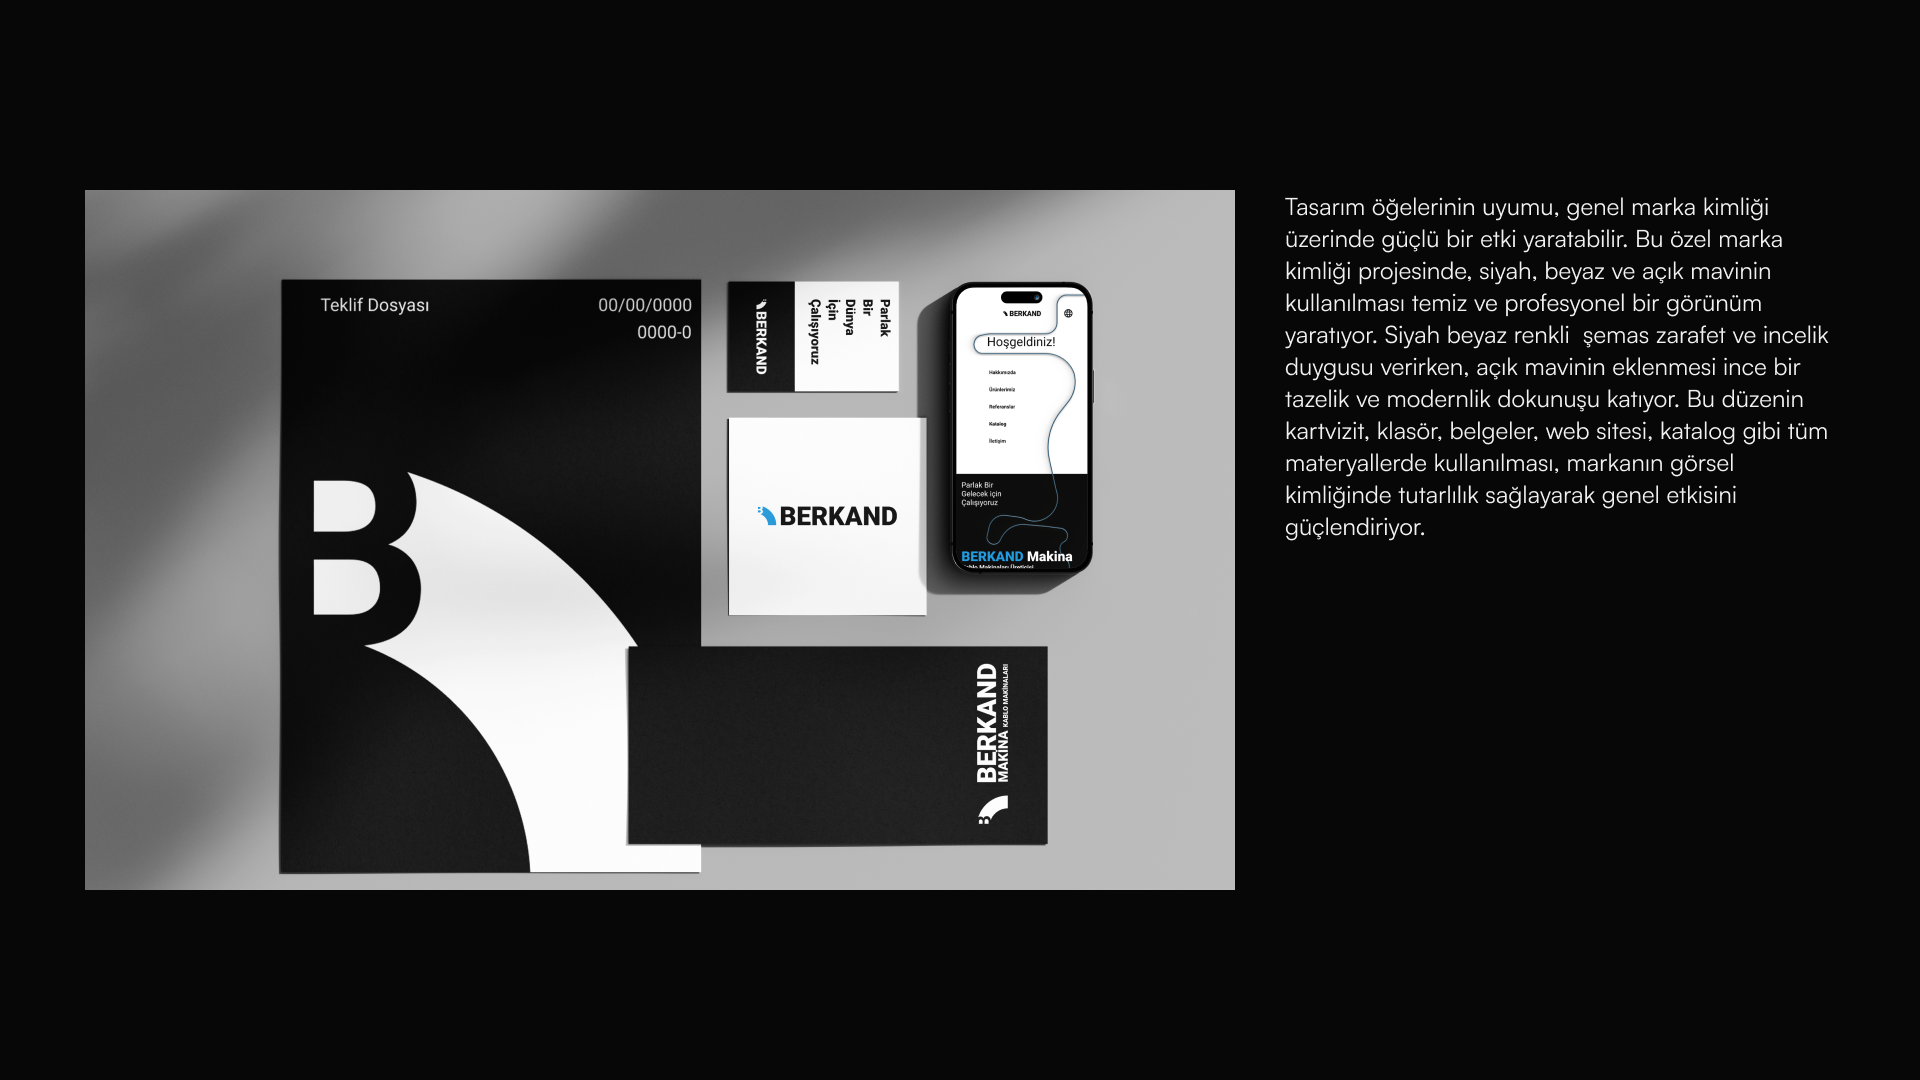 Teklif Dosyası
00/00/0000
0000-0
BERKAND
Parlak
Bir
Dünya
İçin
Çalışıyoruz
BERKAND
BERKAND
Hoşgeldiniz!
Hakkımızda
Ürünlerimiz
Referanslar
Katalog
İletişim
Parlak Bir
Gelecek için
Çalışıyoruz
BERKAND Makina
Makinaları Üreticisi
B
BERKAND
MAKİNA KABLO MAKİNALARI
Tasarım öğelerinin uyumu, genel marka kimliği
üzerinde güçlü bir etki yaratabilir. Bu özel marka
kimliği projesinde, siyah, beyaz ve açık mavinin
kullanılması temiz ve profesyonel bir görünüm
yaratıyor. Siyah beyaz renkli  şemas zarafet ve incelik
duygusu verirken, açık mavinin eklenmesi ince bir
tazelik ve modernlik dokunuşu katıyor. Bu düzenin
kartvizit, klasör, belgeler, web sitesi, katalog gibi tüm
materyallerde kullanılması, markanın görsel
kimliğinde tutarlılık sağlayarak genel etkisini
güçlendiriyor.